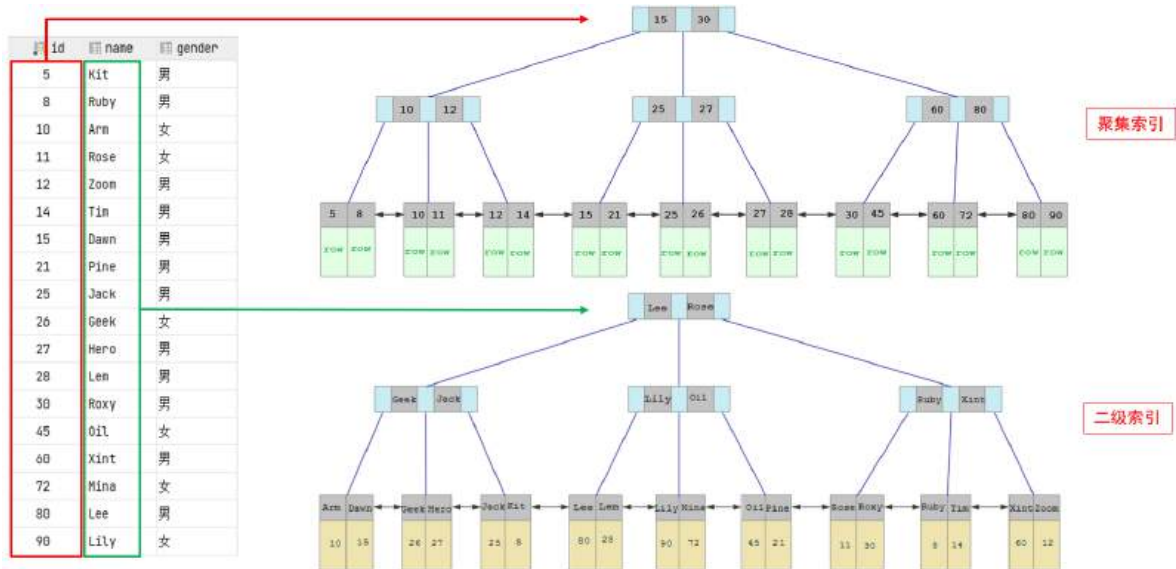 id name gender
5 Kit 男
8 Ruby 男
10 Arm 女
11 Rose 女
12 Zoom 男
14 Tim 男
15 Dawn 男
21 Pine 男
25 Jack 男
26 Geek 女
27 Hero 男
28 Lem 男
30 Roxy 男
45 Oil 女
60 Xint 男
72 Mina 女
80 Lee 男
90 Lily 女
15 30
10 12 25 27 60 80
聚集索引
5 8 10 11 12 14 15 21 25 26 27 28 30 45 60 72 80 90
row row row row row row row row row row row row row row row row row row
Lee Rose
Geek Jack Lily Oil Ruby Xint
二级索引
Arm Dawn Geek Hero Jack Kit Lee Lem Lily Mina Oil Pine Rose Roxy Ruby Tim Xint Zoom
10 15 26 27 25 5 80 28 90 72 45 21 11 30 8 14 60 12